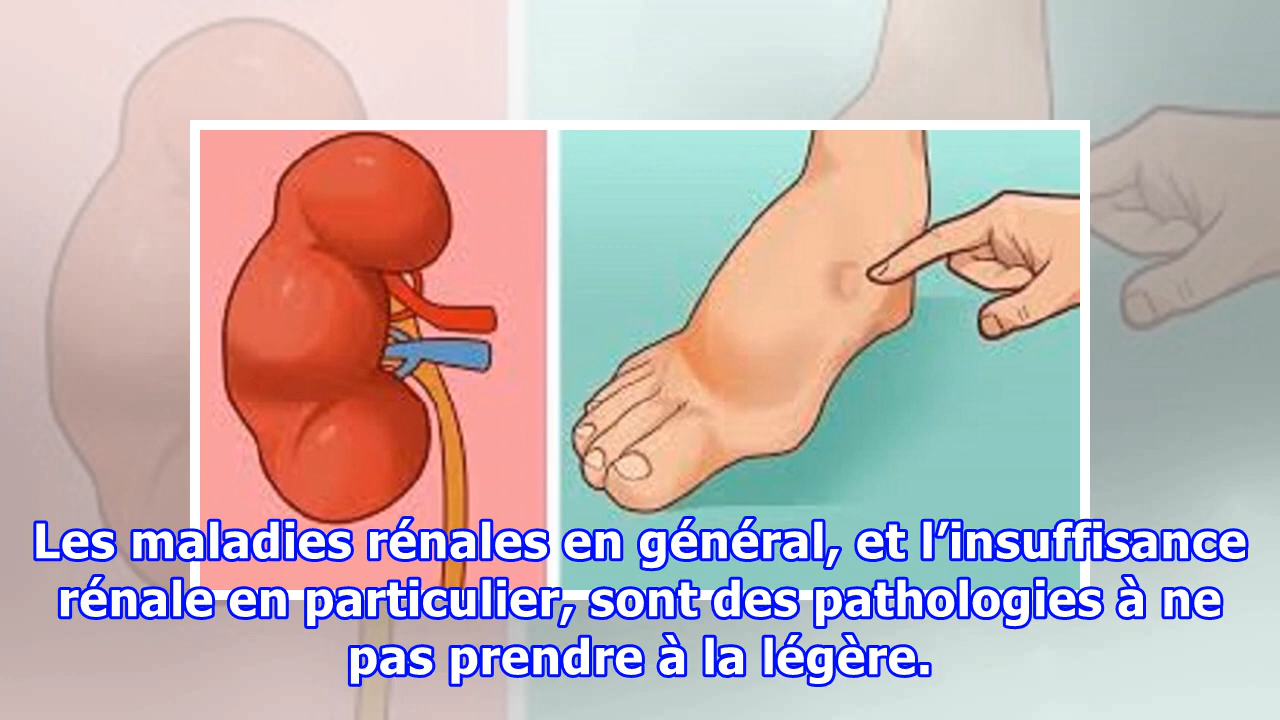 Les maladies rénales en général, et l’insuffisance
rénale en particulier, sont des pathologies à ne
pas prendre à la légère.